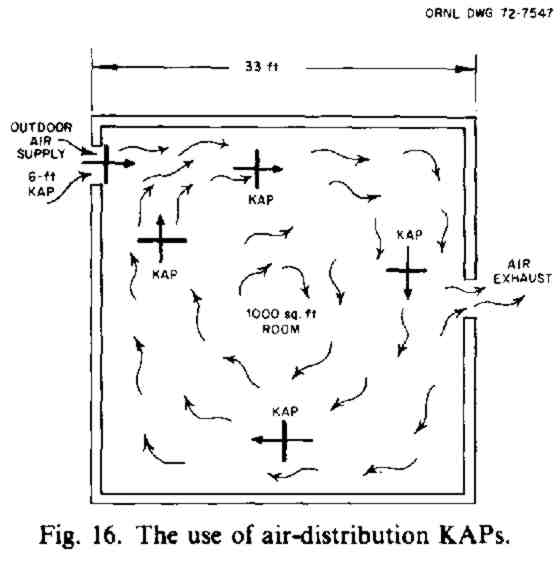 ORNL DWG 72-7547
33 ft
OUTDOOR
AIR
SUPPLY
6-ft
KAP
KAP
KAP
KAP
AIR
EXHAUST
1000 sq. ft
ROOM
KAP
Fig. 16. The use of air-distribution KAPs.